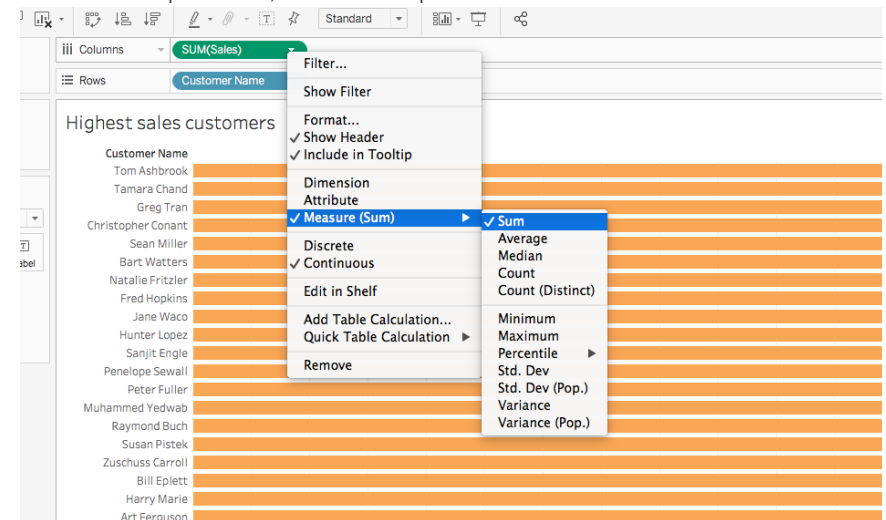 Standard
iii Columns
SUM(Sales)
Rows
Customer Name
Highest sales customers
Customer Name
Tom Ashbrook
Tamara Chand
Greg Tran
Christopher Conant
Sean Miller
Bart Watters
Natalie Fritzler
Fred Hopkins
Jane Waco
Hunter Lopez
Sanjit Engle
Penelope Sewall
Peter Fuller
Muhammed Yedwab
Raymond Buch
Susan Pistek
Zuschuss Carroll
Bill Eplett
Harry Marie
Art Ferguson
Filter...
Show Filter
Format...
Show Header
Include in Tooltip
Dimension
Attribute
Measure (Sum)
Discrete
Continuous
Edit in Shelf
Add Table Calculation...
Quick Table Calculation
Remove
Sum
Average
Median
Count
Count (Distinct)
Minimum
Maximum
Percentile
Std. Dev
Std. Dev (Pop.)
Variance
Variance (Pop.)